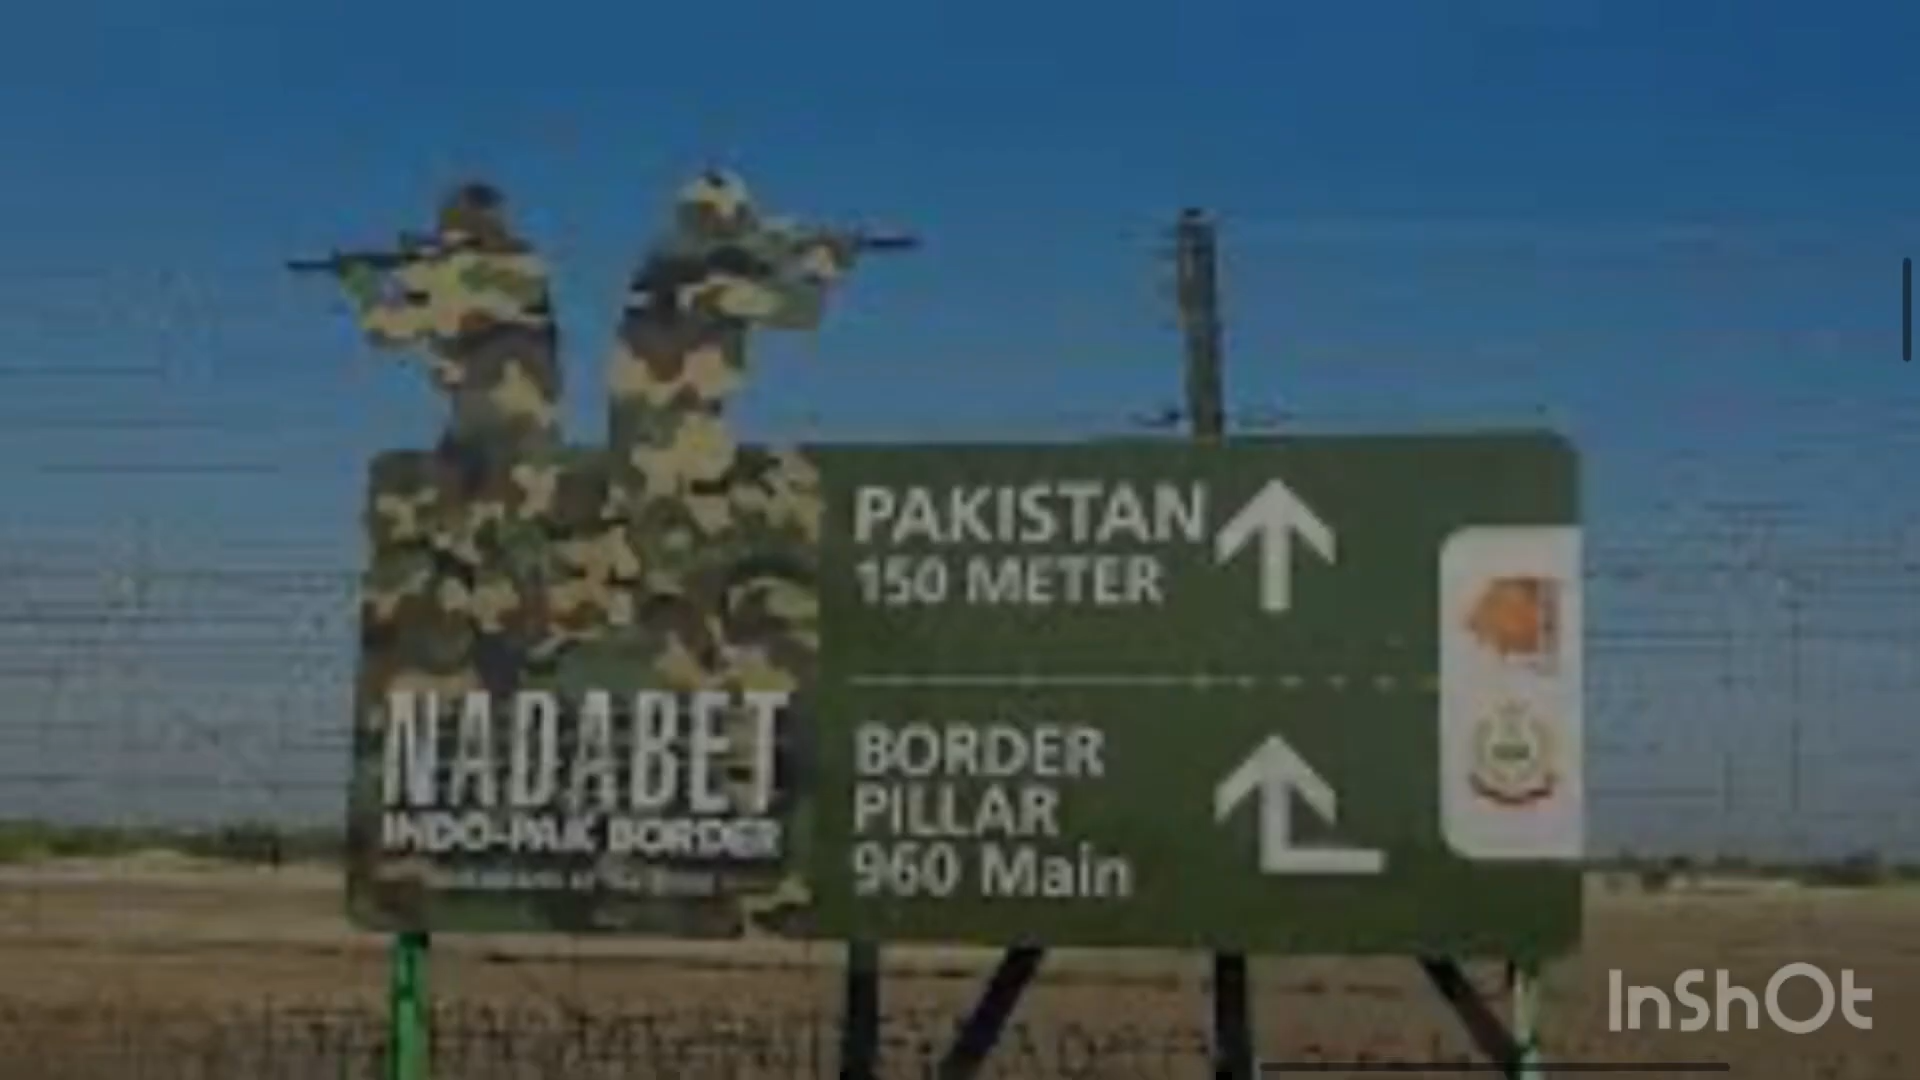 PAKISTAN
150 METER
NADABET
INDO-PAK BORDER
BORDER
PILLAR
960 Main
InShOt